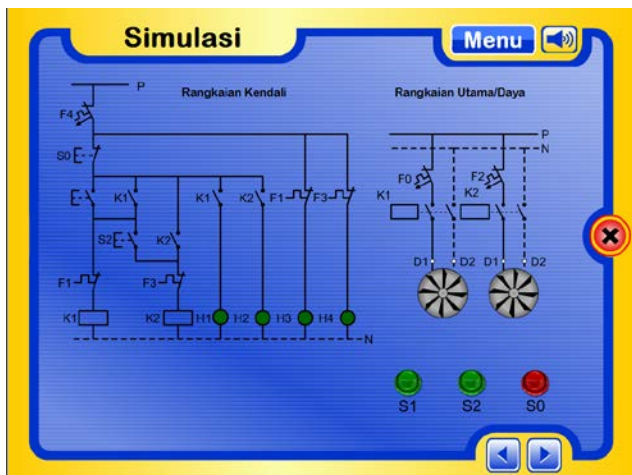 Simulasi
Menu
Rangkaian Kendali
Rangkaian Utama/Daya
P
F4
S0
K1
K1
K2
F1
F3
S2
K2
F1
F3
K1
K2
H1
H2
H3
H4
N
P
N
F0
F2
K1
K2
D1
D2
D1
D2
S1
S2
S0